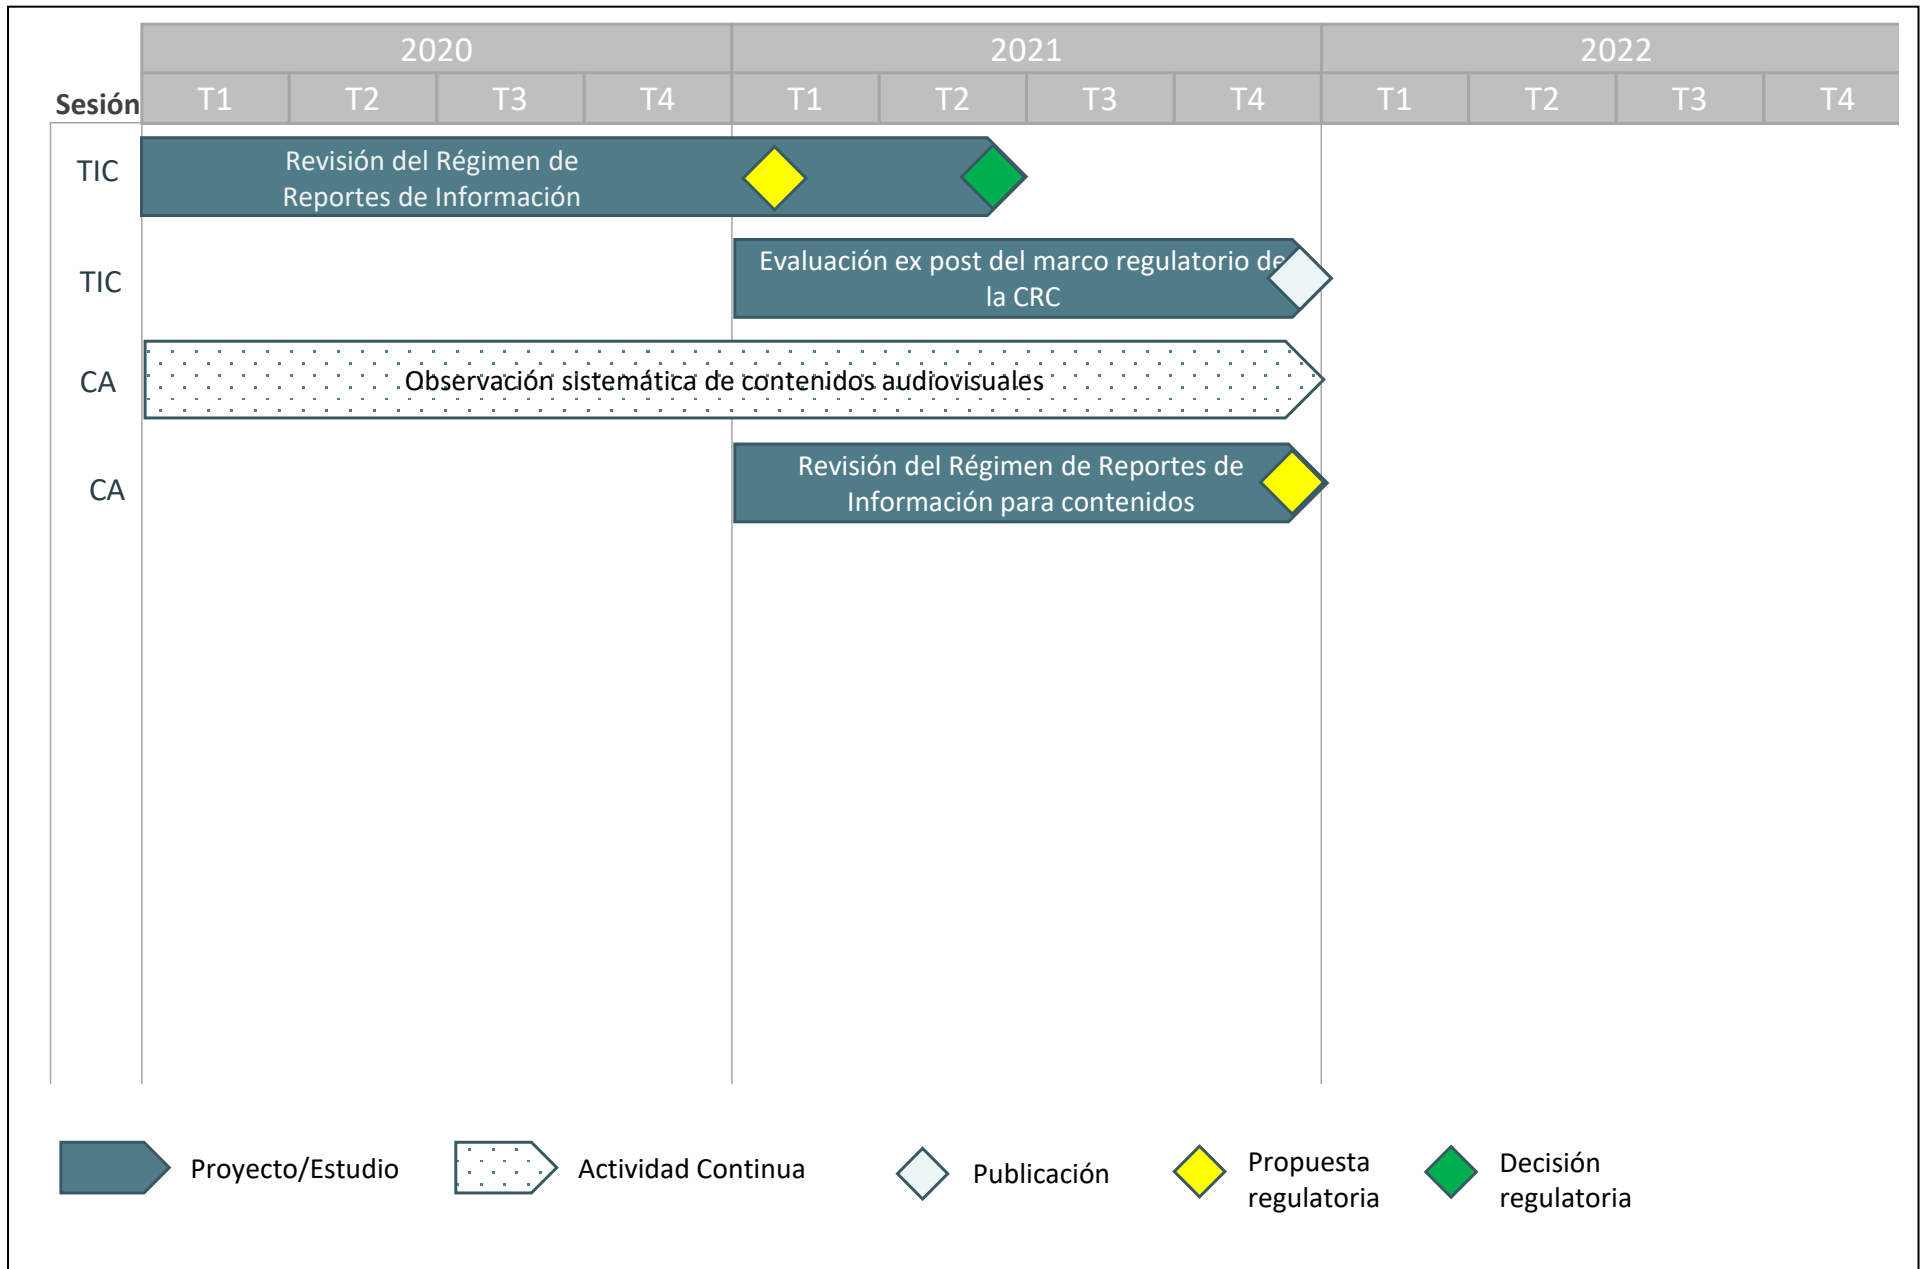 2020 2021 2022
Sesión T1 T2 T3 T4 T1 T2 T3 T4 T1 T2 T3 T4
TIC
Revisión del Régimen de
Reportes de Información
TIC
Evaluación ex post del marco regulatorio de
la CRC
CA
Observación sistemática de contenidos audiovisuales
CA
Revisión del Régimen de Reportes de
Información para contenidos
Proyecto/Estudio
Actividad Continua
Publicación
Propuesta
regulatoria
Decisión
regulatoria